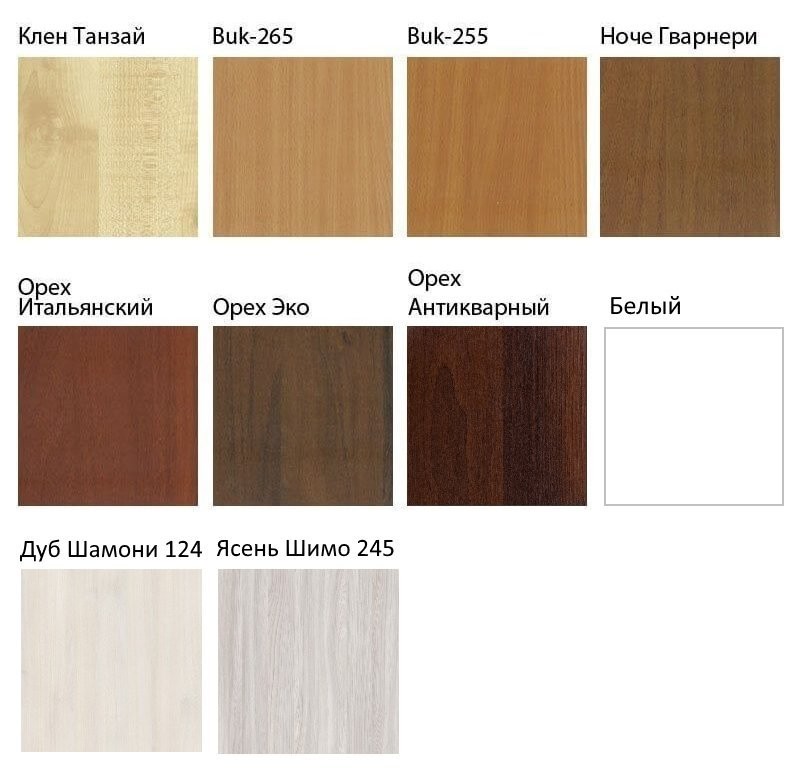 Клен Танзай
Buk-265
Buk-255
Ноче Гварнери
Орех
Итальянский
Орех Эко
Орех
Антикварный
Белый
Дуб Шамони 124
Ясень Шимо 245